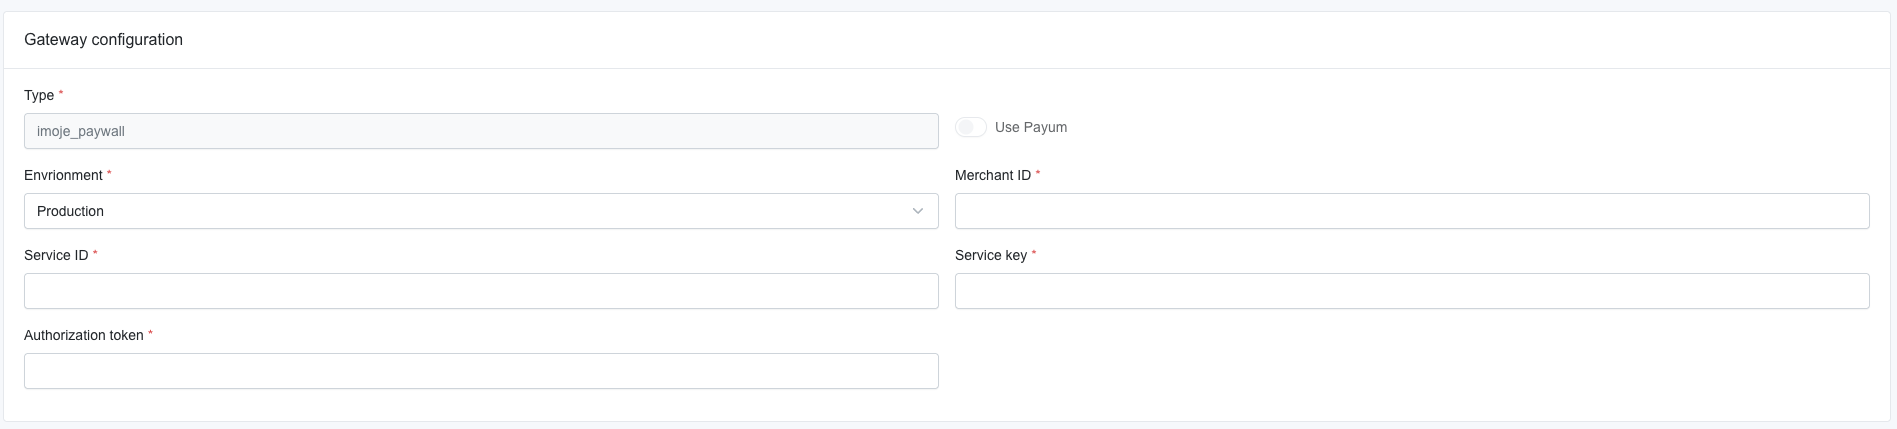 Gateway configuration
Type *
imoje_paywall
Use Payum
Envrionment *
Merchant ID *
Production
Service ID *
Service key *
Authorization token *